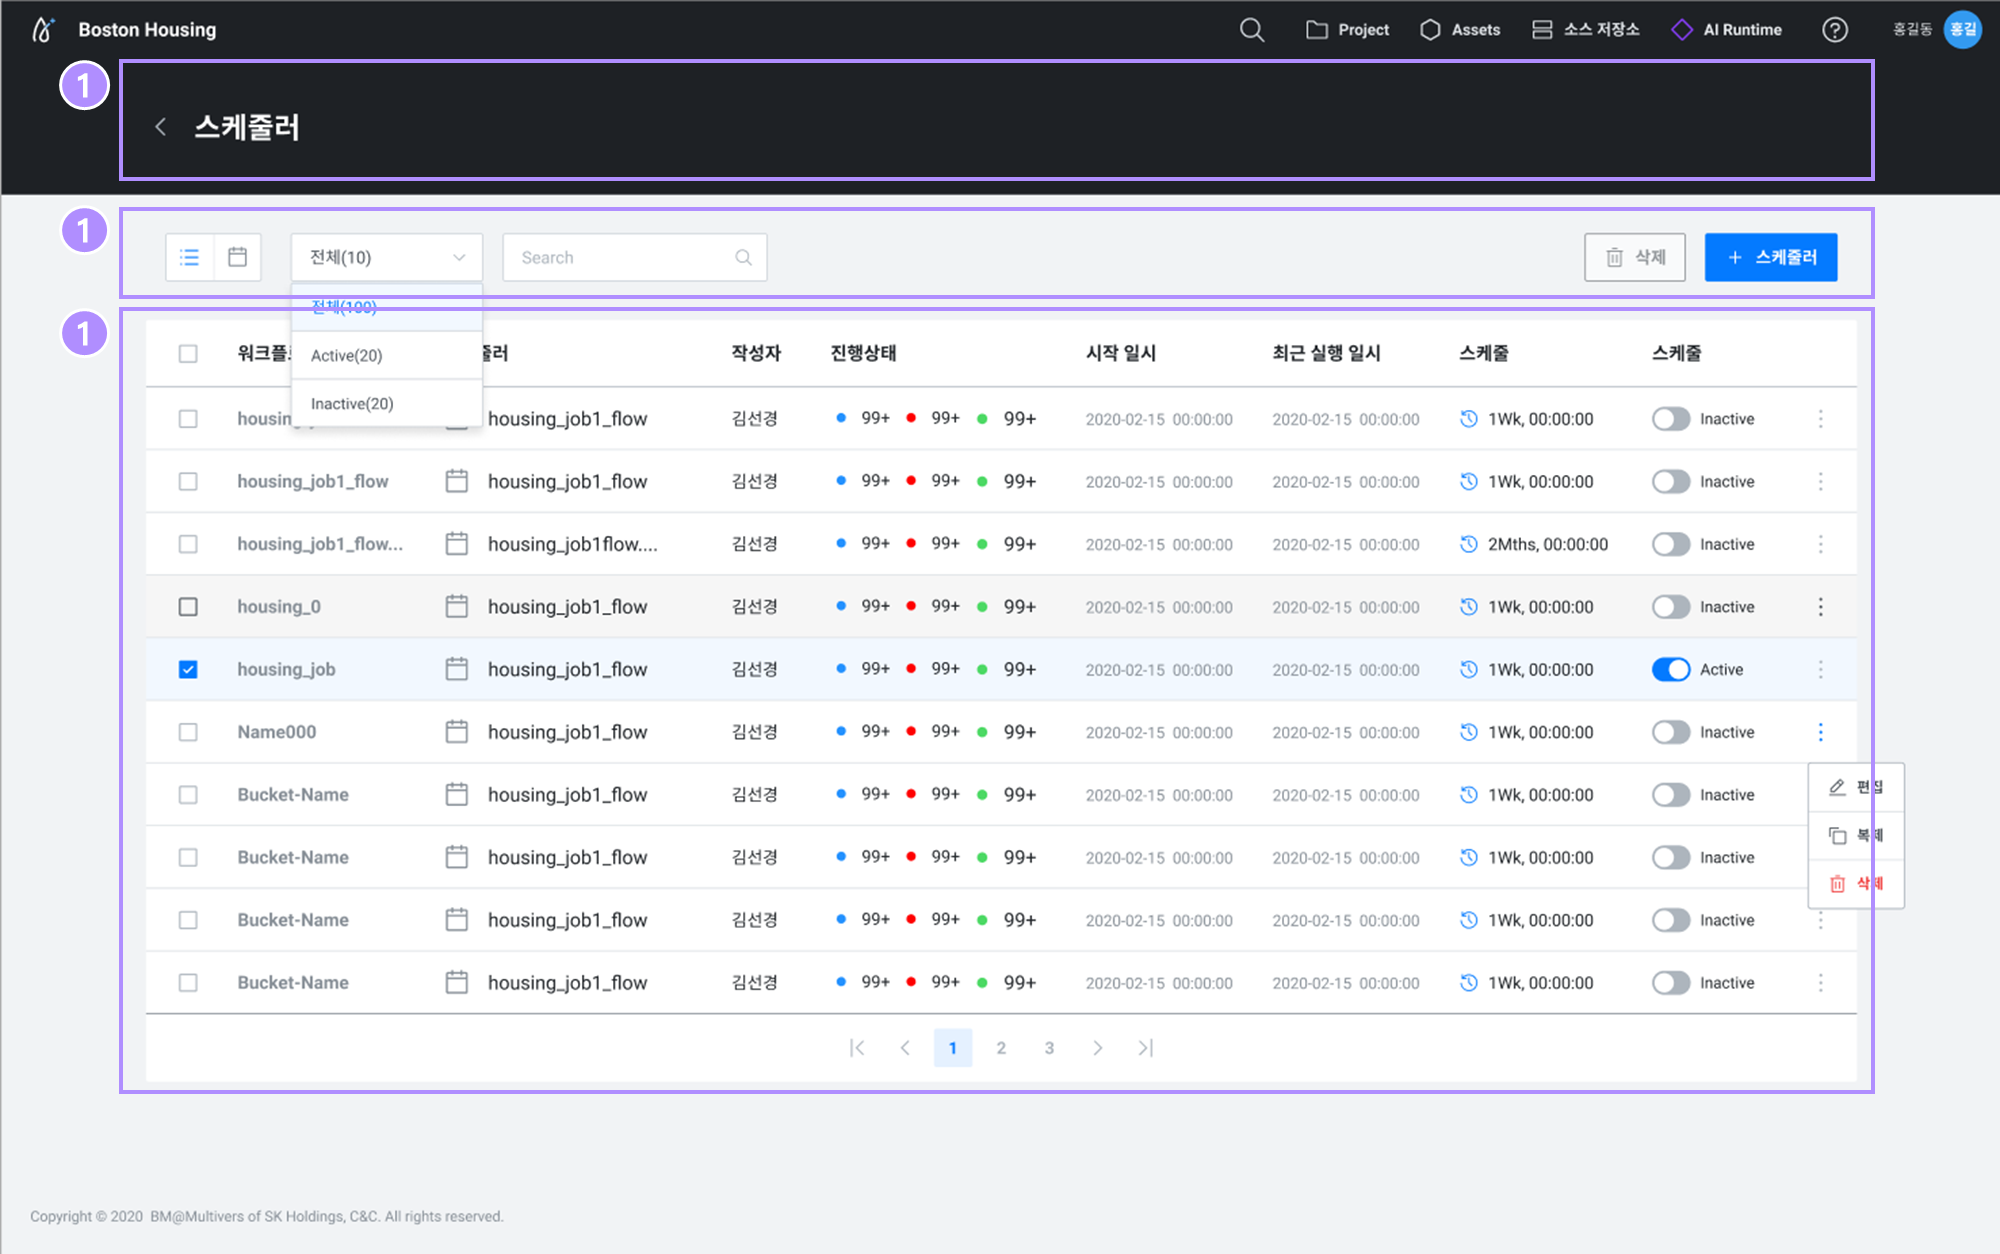 Boston Housing
Project
Assets
소스 저장소
AI Runtime
홍길동
홍길
1
스케줄러
1
전체(10)
Search
삭제
+ 스케줄러
전체(100)
Active(20)
Inactive(20)
1
작성자 진행상태 시작 일시 최근 실행 일시 스케줄 스케줄
housing_job1_flow 김선경 99+ 99+ 99+ 2020-02-15 00:00:00 2020-02-15 00:00:00 1Wk, 00:00:00 Inactive
housing_job1_flow housing_job1_flow 김선경 99+ 99+ 99+ 2020-02-15 00:00:00 2020-02-15 00:00:00 1Wk, 00:00:00 Inactive
housing_job1_flow... housing_job1flow.... 김선경 99+ 99+ 99+ 2020-02-15 00:00:00 2020-02-15 00:00:00 2Mths, 00:00:00 Inactive
housing_0 housing_job1_flow 김선경 99+ 99+ 99+ 2020-02-15 00:00:00 2020-02-15 00:00:00 1Wk, 00:00:00 Inactive
housing_job housing_job1_flow 김선경 99+ 99+ 99+ 2020-02-15 00:00:00 2020-02-15 00:00:00 1Wk, 00:00:00 Active
Name000 housing_job1_flow 김선경 99+ 99+ 99+ 2020-02-15 00:00:00 2020-02-15 00:00:00 1Wk, 00:00:00 Inactive
Bucket-Name housing_job1_flow 김선경 99+ 99+ 99+ 2020-02-15 00:00:00 2020-02-15 00:00:00 1Wk, 00:00:00 Inactive
Bucket-Name housing_job1_flow 김선경 99+ 99+ 99+ 2020-02-15 00:00:00 2020-02-15 00:00:00 1Wk, 00:00:00 Inactive
Bucket-Name housing_job1_flow 김선경 99+ 99+ 99+ 2020-02-15 00:00:00 2020-02-15 00:00:00 1Wk, 00:00:00 Inactive
Bucket-Name housing_job1_flow 김선경 99+ 99+ 99+ 2020-02-15 00:00:00 2020-02-15 00:00:00 1Wk, 00:00:00 Inactive
편집
복제
삭제
1 2 3
Copyright © 2020 BM@Multivers of SK Holdings, C&C. All rights reserved.